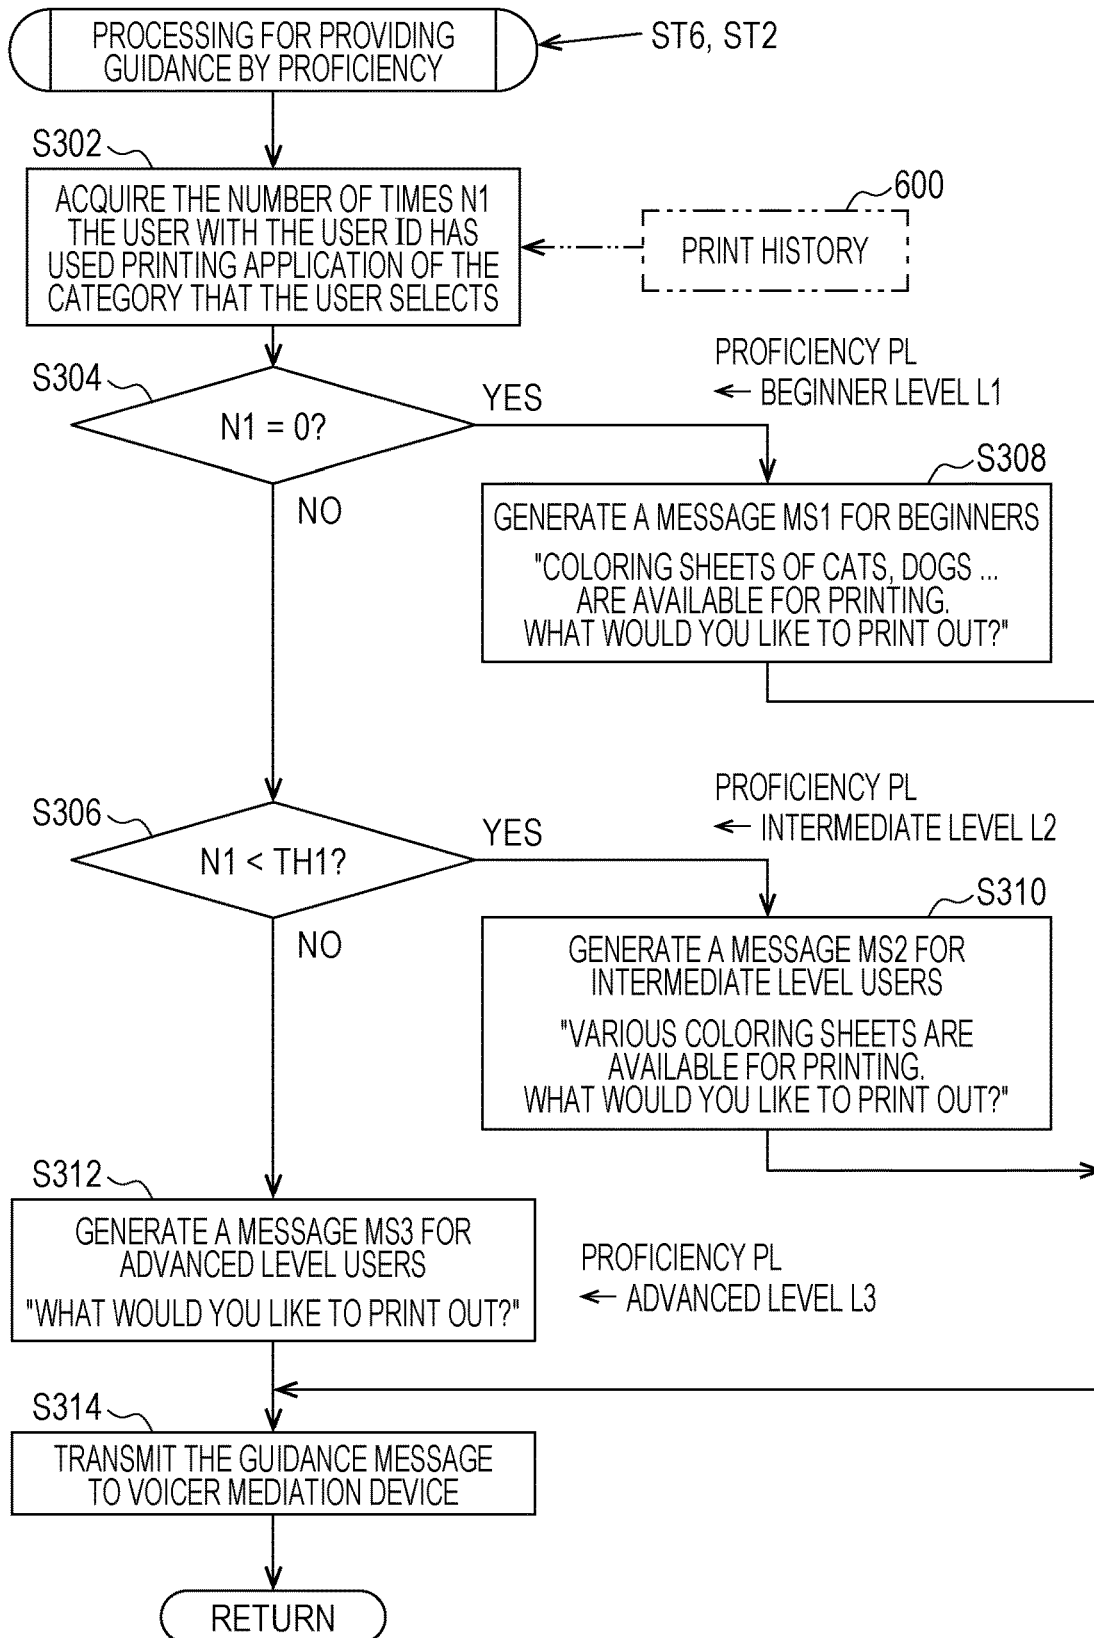 PROCESSING FOR PROVIDING
GUIDANCE BY PROFICIENCY
ST6, ST2
S302
ACQUIRE THE NUMBER OF TIMES N1
THE USER WITH THE USER ID HAS
USED PRINTING APPLICATION OF THE
CATEGORY THAT THE USER SELECTS
600
PRINT HISTORY
S304
N1 = 0?
YES
NO
PROFICIENCY PL
← BEGINNER LEVEL L1
S308
GENERATE A MESSAGE MS1 FOR BEGINNERS
"COLORING SHEETS OF CATS, DOGS ...
ARE AVAILABLE FOR PRINTING.
WHAT WOULD YOU LIKE TO PRINT OUT?"
S306
N1 < TH1?
YES
NO
PROFICIENCY PL
← INTERMEDIATE LEVEL L2
S310
GENERATE A MESSAGE MS2 FOR
INTERMEDIATE LEVEL USERS
"VARIOUS COLORING SHEETS ARE
AVAILABLE FOR PRINTING.
WHAT WOULD YOU LIKE TO PRINT OUT?"
S312
GENERATE A MESSAGE MS3 FOR
ADVANCED LEVEL USERS
"WHAT WOULD YOU LIKE TO PRINT OUT?"
PROFICIENCY PL
← ADVANCED LEVEL L3
S314
TRANSMIT THE GUIDANCE MESSAGE
TO VOICER MEDIATION DEVICE
RETURN